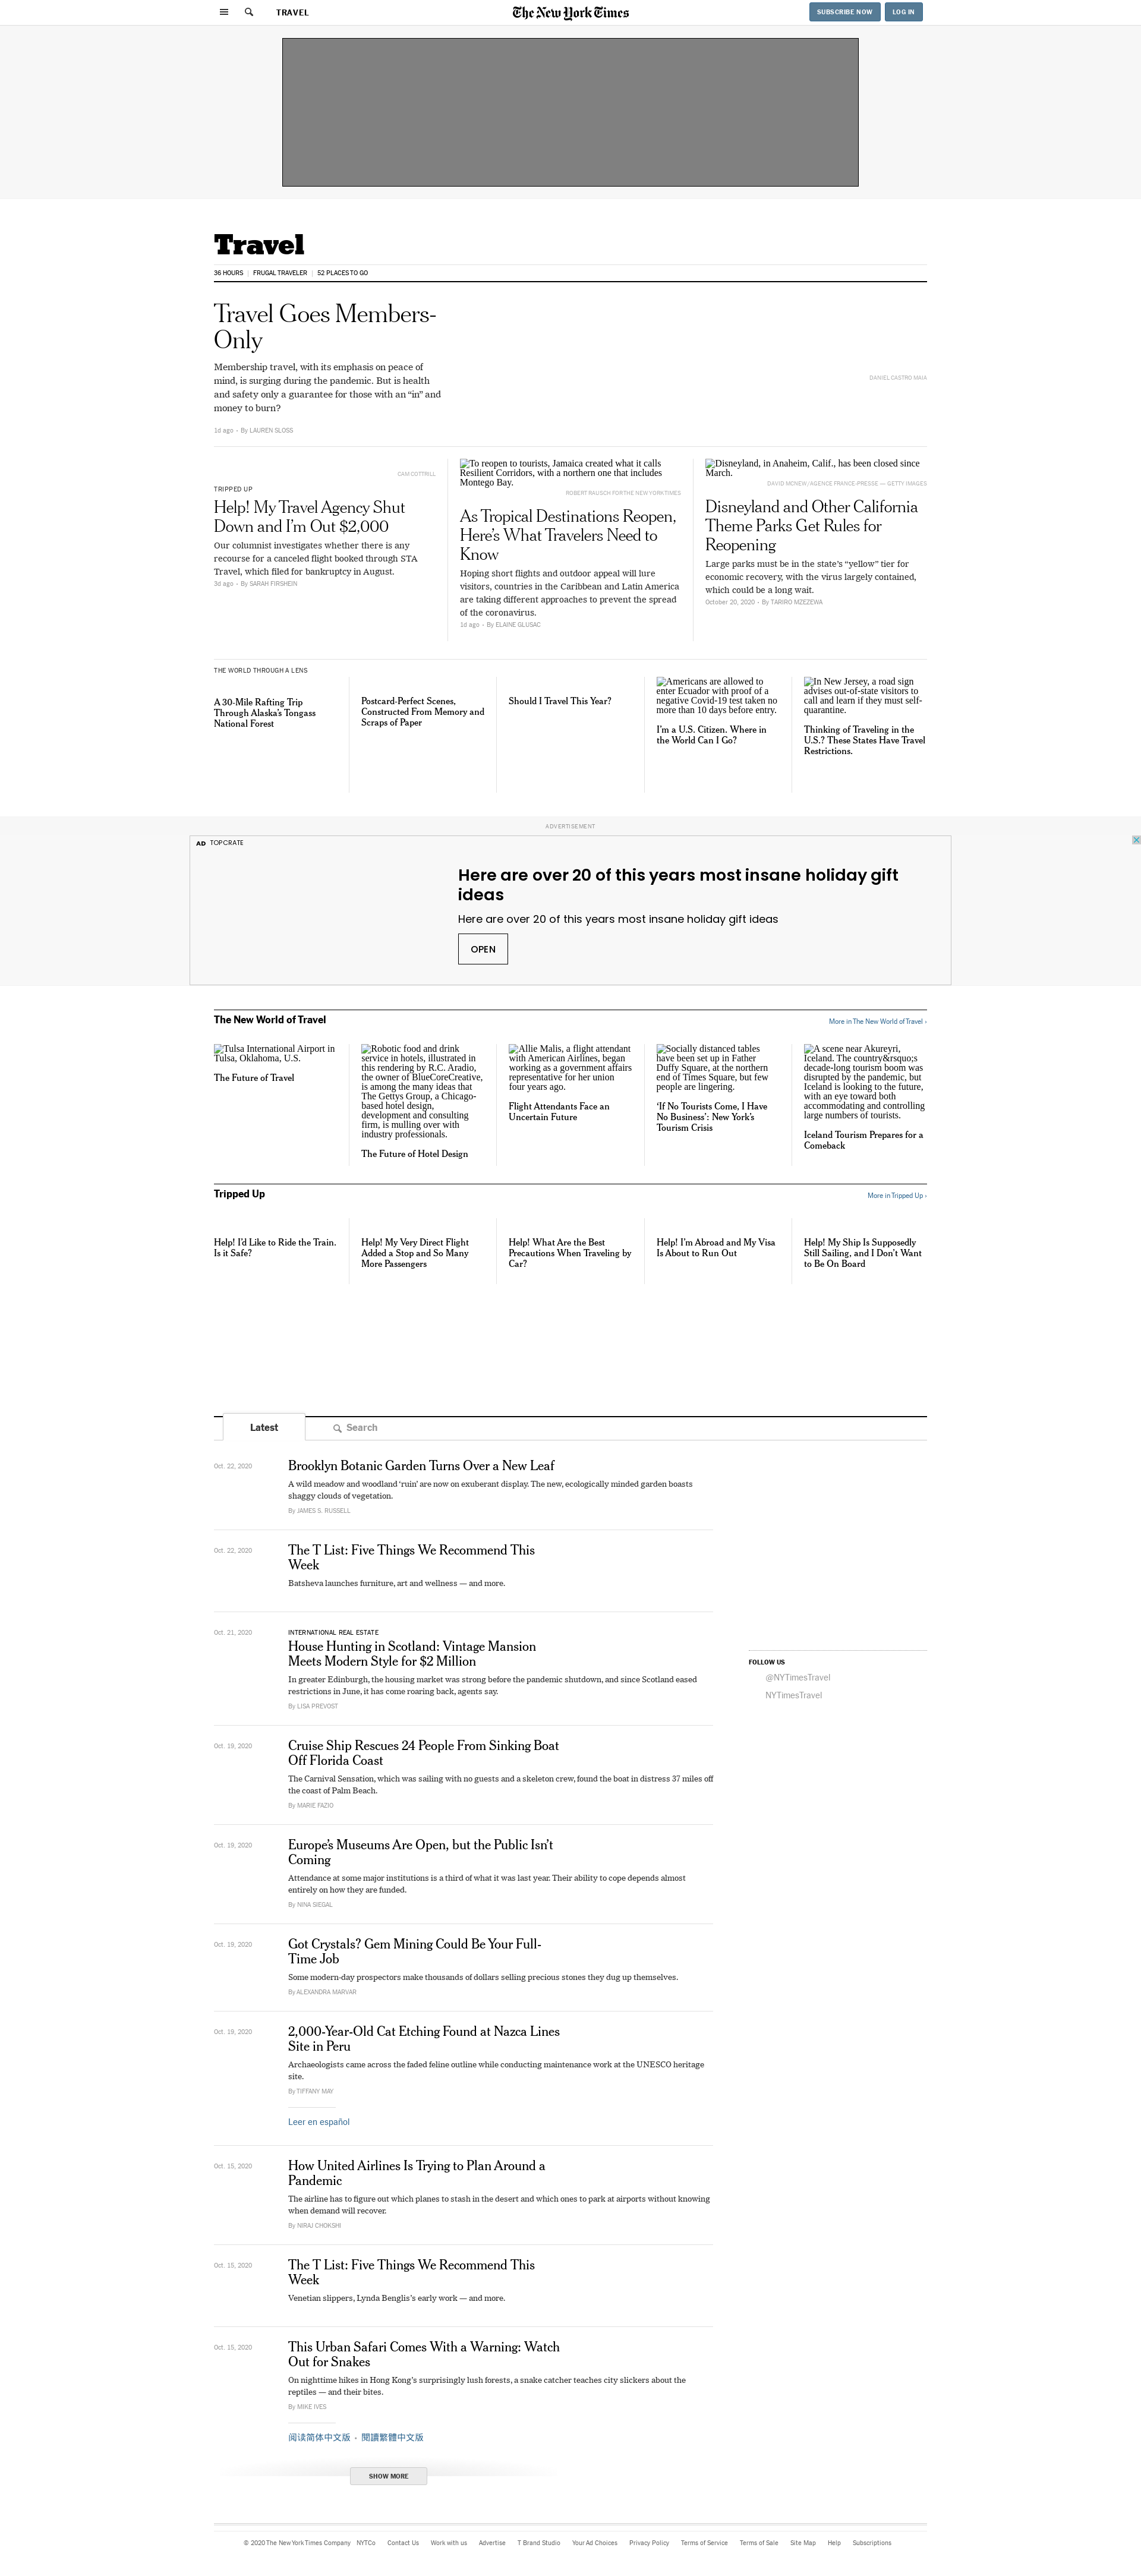 TRAVEL
The New York Times
SUBSCRIBE NOW
LOG IN
Travel
36 HOURS
FRUGAL TRAVELER
52 PLACES TO GO
Travel Goes Members-
Only
Membership travel, with its emphasis on peace of
mind, is surging during the pandemic. But is health
and safety only a guarantee for those with an “in” and
money to burn?
1d ago · By LAUREN SLOSS
DANIEL CASTRO MAIA
CAM COTTRILL
TRIPPED UP
Help! My Travel Agency Shut
Down and I’m Out $2,000
Our columnist investigates whether there is any
recourse for a canceled flight booked through STA
Travel, which filed for bankruptcy in August.
3d ago · By SARAH FIRSHEIN
To reopen to tourists, Jamaica created what it calls
Resilient Corridors, with a northern one that includes
Montego Bay.
ROBERT RAUSCH FOR THE NEW YORK TIMES
As Tropical Destinations Reopen,
Here’s What Travelers Need to
Know
Hoping short flights and outdoor appeal will lure
visitors, countries in the Caribbean and Latin America
are taking different approaches to prevent the spread
of the coronavirus.
1d ago · By ELAINE GLUSAC
Disneyland, in Anaheim, Calif., has been closed since
March.
DAVID MCNEW/AGENCE FRANCE-PRESSE — GETTY IMAGES
Disneyland and Other California
Theme Parks Get Rules for
Reopening
Large parks must be in the state’s “yellow” tier for
economic recovery, with the virus largely contained,
which could be a long wait.
October 20, 2020 · By TARIRO MZEZEWA
THE WORLD THROUGH A LENS
A 30-Mile Rafting Trip
Through Alaska’s Tongass
National Forest
Postcard-Perfect Scenes,
Constructed From Memory and
Scraps of Paper
Should I Travel This Year?
Americans are allowed to
enter Ecuador with proof of a
negative Covid-19 test taken no
more than 10 days before entry.
I’m a U.S. Citizen. Where in
the World Can I Go?
In New Jersey, a road sign
advises out-of-state visitors to
call and learn if they must self-
quarantine.
Thinking of Traveling in the
U.S.? These States Have Travel
Restrictions.
ADVERTISEMENT
AD TOPCRATE
Here are over 20 of this years most insane holiday gift
ideas
Here are over 20 of this years most insane holiday gift ideas
OPEN
The New World of Travel
More in The New World of Travel ›
Tulsa International Airport in
Tulsa, Oklahoma, U.S.
The Future of Travel
Robotic food and drink
service in hotels, illustrated in
this rendering by R.C. Aradio,
the owner of BlueCoreCreative,
is among the many ideas that
The Gettys Group, a Chicago-
based hotel design,
development and consulting
firm, is mulling over with
industry professionals.
The Future of Hotel Design
Allie Malis, a flight attendant
with American Airlines, began
working as a government affairs
representative for her union
four years ago.
Flight Attendants Face an
Uncertain Future
Socially distanced tables
have been set up in Father
Duffy Square, at the northern
end of Times Square, but few
people are lingering.
‘If No Tourists Come, I Have
No Business’: New York’s
Tourism Crisis
A scene near Akureyri,
Iceland. The country&rsquo;s
decade-long tourism boom was
disrupted by the pandemic, but
Iceland is looking to the future,
with an eye toward both
accommodating and controlling
large numbers of tourists.
Iceland Tourism Prepares for a
Comeback
Tripped Up
More in Tripped Up ›
Help! I’d Like to Ride the Train.
Is it Safe?
Help! My Very Direct Flight
Added a Stop and So Many
More Passengers
Help! What Are the Best
Precautions When Traveling by
Car?
Help! I’m Abroad and My Visa
Is About to Run Out
Help! My Ship Is Supposedly
Still Sailing, and I Don’t Want
to Be On Board
Latest
Search
Oct. 22, 2020
Brooklyn Botanic Garden Turns Over a New Leaf
A wild meadow and woodland ‘ruin’ are now on exuberant display. The new, ecologically minded garden boasts
shaggy clouds of vegetation.
By JAMES S. RUSSELL
Oct. 22, 2020
The T List: Five Things We Recommend This
Week
Batsheva launches furniture, art and wellness — and more.
Oct. 21, 2020
INTERNATIONAL REAL ESTATE
House Hunting in Scotland: Vintage Mansion
Meets Modern Style for $2 Million
In greater Edinburgh, the housing market was strong before the pandemic shutdown, and since Scotland eased
restrictions in June, it has come roaring back, agents say.
By LISA PREVOST
FOLLOW US
@NYTimesTravel
NYTimesTravel
Oct. 19, 2020
Cruise Ship Rescues 24 People From Sinking Boat
Off Florida Coast
The Carnival Sensation, which was sailing with no guests and a skeleton crew, found the boat in distress 37 miles off
the coast of Palm Beach.
By MARIE FAZIO
Oct. 19, 2020
Europe’s Museums Are Open, but the Public Isn’t
Coming
Attendance at some major institutions is a third of what it was last year. Their ability to cope depends almost
entirely on how they are funded.
By NINA SIEGAL
Oct. 19, 2020
Got Crystals? Gem Mining Could Be Your Full-
Time Job
Some modern-day prospectors make thousands of dollars selling precious stones they dug up themselves.
By ALEXANDRA MARVAR
Oct. 19, 2020
2,000-Year-Old Cat Etching Found at Nazca Lines
Site in Peru
Archaeologists came across the faded feline outline while conducting maintenance work at the UNESCO heritage
site.
By TIFFANY MAY
Leer en español
Oct. 15, 2020
How United Airlines Is Trying to Plan Around a
Pandemic
The airline has to figure out which planes to stash in the desert and which ones to park at airports without knowing
when demand will recover.
By NIRAJ CHOKSHI
Oct. 15, 2020
The T List: Five Things We Recommend This
Week
Venetian slippers, Lynda Benglis’s early work — and more.
Oct. 15, 2020
This Urban Safari Comes With a Warning: Watch
Out for Snakes
On nighttime hikes in Hong Kong’s surprisingly lush forests, a snake catcher teaches city slickers about the
reptiles — and their bites.
By MIKE IVES
阅读简体中文版 · 閱讀繁體中文版
SHOW MORE
© 2020 The New York Times Company NYTCo Contact Us Work with us Advertise T Brand Studio Your Ad Choices Privacy Policy Terms of Service Terms of Sale Site Map Help Subscriptions